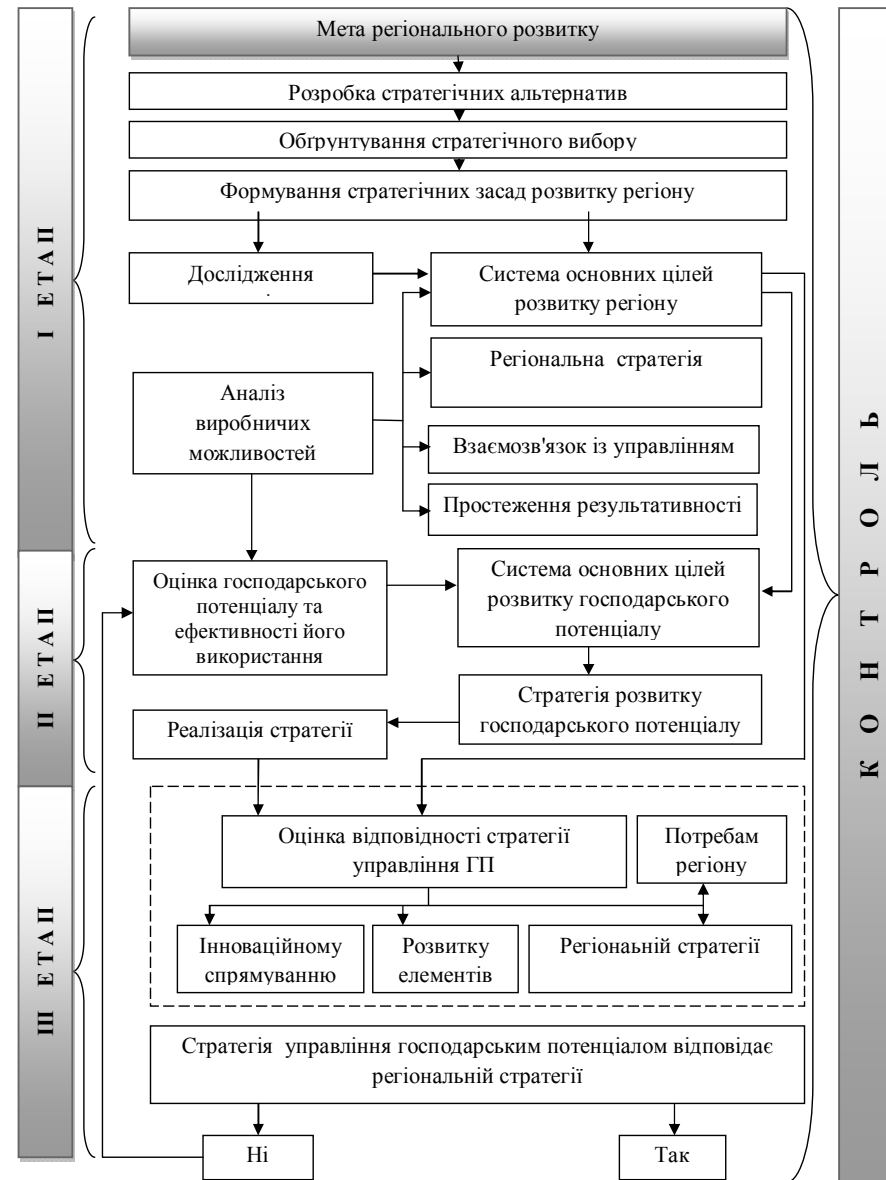 Мета регіонального розвитку
Розробка стратегічних альтернатив
Обґрунтування стратегічного вибору
Формування стратегічних засад розвитку регіону
І ЕТАП
Дослідження
Система основних цілей
розвитку регіону
Регіональна стратегія
Аналіз
виробничих
можливостей
Взаємозв'язок із управлінням
Простеження результативності
КОНТРОЛЬ
ІІ ЕТАП
Оцінка господарського
потенціалу та
ефективності його
використання
Система основних цілей
розвитку господарського
потенціалу
Стратегія розвитку
господарського потенціалу
Реалізація стратегії
ІІІ ЕТАП
Оцінка відповідності стратегії
управління ГП
Потребам
регіону
Інноваційному
спрямуванню
Розвитку
елементів
Регіональній стратегії
Стратегія управління господарським потенціалом відповідає
регіональній стратегії
Ні
Так